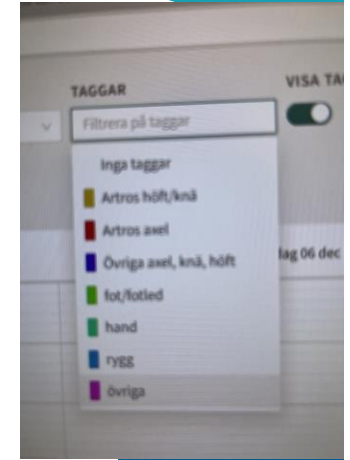 TAGGAR
VISA TA
Filtrera på taggar
Inga taggar
Artros höft/knä
Artros axel
Övriga axel, knä, höft
dag 06 dec
fot/fotled
hand
rygg
övriga